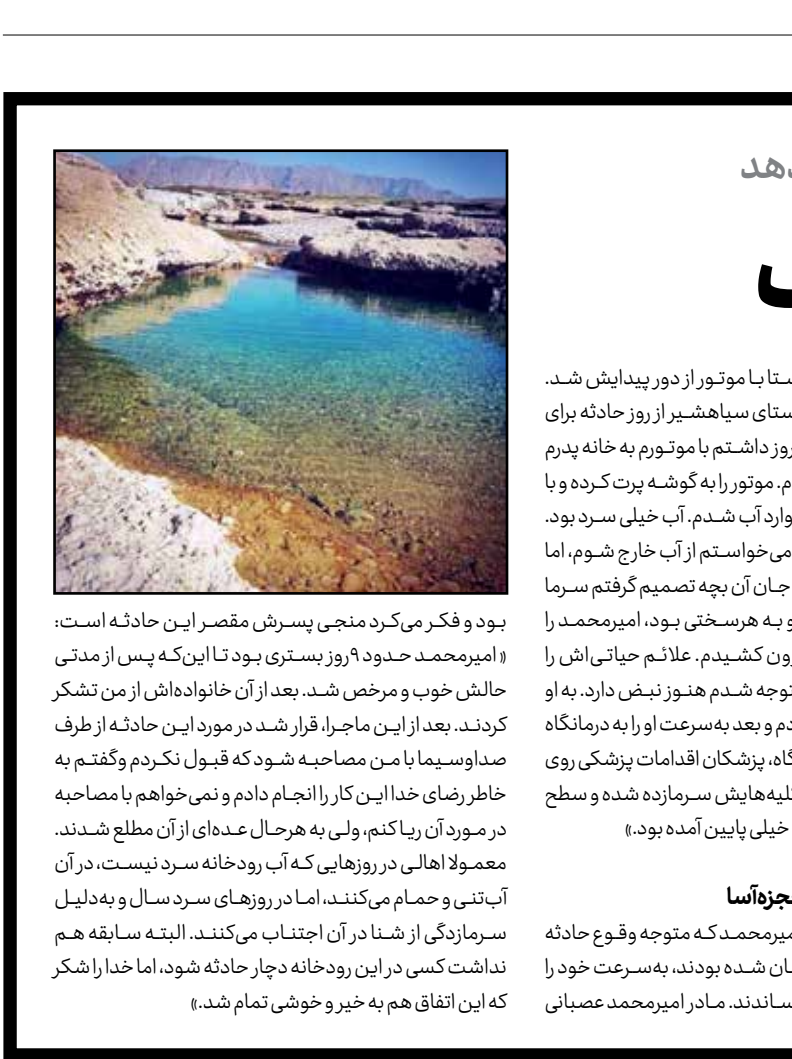 دهد
ستا با موتور از دور پیدایش شد.
ستای سیاهشیر از روز حادثه برای
روز داشتم با موتورم به خانه پدرم
م. موتور را به گوشه پرت کرده و با
وارد آب شدم. آب خیلی سرد بود.
می‌خواستم از آب خارج شوم، اما
جان آن بچه تصمیم گرفتم سرما
و به هرسختی بود، امیرمحمد را
ون کشیدم. علائم حیاتی‌اش را
توجه شدم هنوز نبض دارد. به او
دم و بعد به‌سرعت او را به درمانگاه
گاه، پزشکان اقدامات پزشکی روی
کلیه‌هایش سرمازده شده و سطح
خیلی پایین آمده بود.»
جزه‌آسا
میرمحمد که متوجه وقوع حادثه
ان شده بودند، به‌سرعت خود را
ساندند. مادر امیرمحمد عصبانی
بود و فکر می‌کرد منجی پسرش مقصر این حادثه است:
«امیرمحمد حدود ۹روز بستری بود تا این‌که پس از مدتی
حالش خوب و مرخص شد. بعد از آن خانواده‌اش از من تشکر
کردند. بعد از این ماجرا، قرار شد در مورد این حادثه از طرف
صداوسیما با من مصاحبه شود که قبول نکردم وگفتم به
خاطر رضای خدا این کار را انجام دادم و نمی‌خواهم با مصاحبه
در مورد آن ریا کنم، ولی به هرحال عده‌ای از آن مطلع شدند.
معمولا اهالی در روزهایی که آب رودخانه سرد نیست، در آن
آب‌تنی و حمام می‌کنند، اما در روزهای سرد سال و به‌دلیل
سرمازدگی از شنا در آن اجتناب می‌کنند. البته سابقه هم
نداشت کسی در این رودخانه دچار حادثه شود، اما خدا را شکر
که این اتفاق هم به خیر و خوشی تمام شد.»